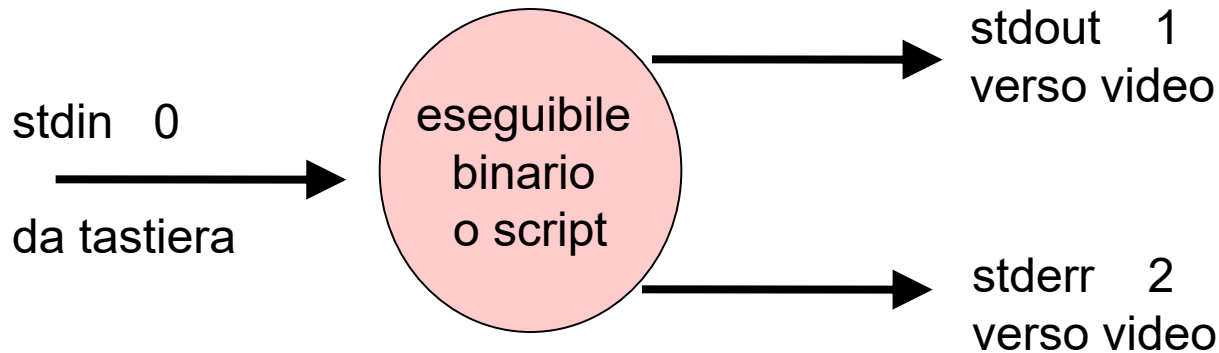 stdin 0
da tastiera
eseguibile
binario
o script
stdout 1
verso video
stderr 2
verso video